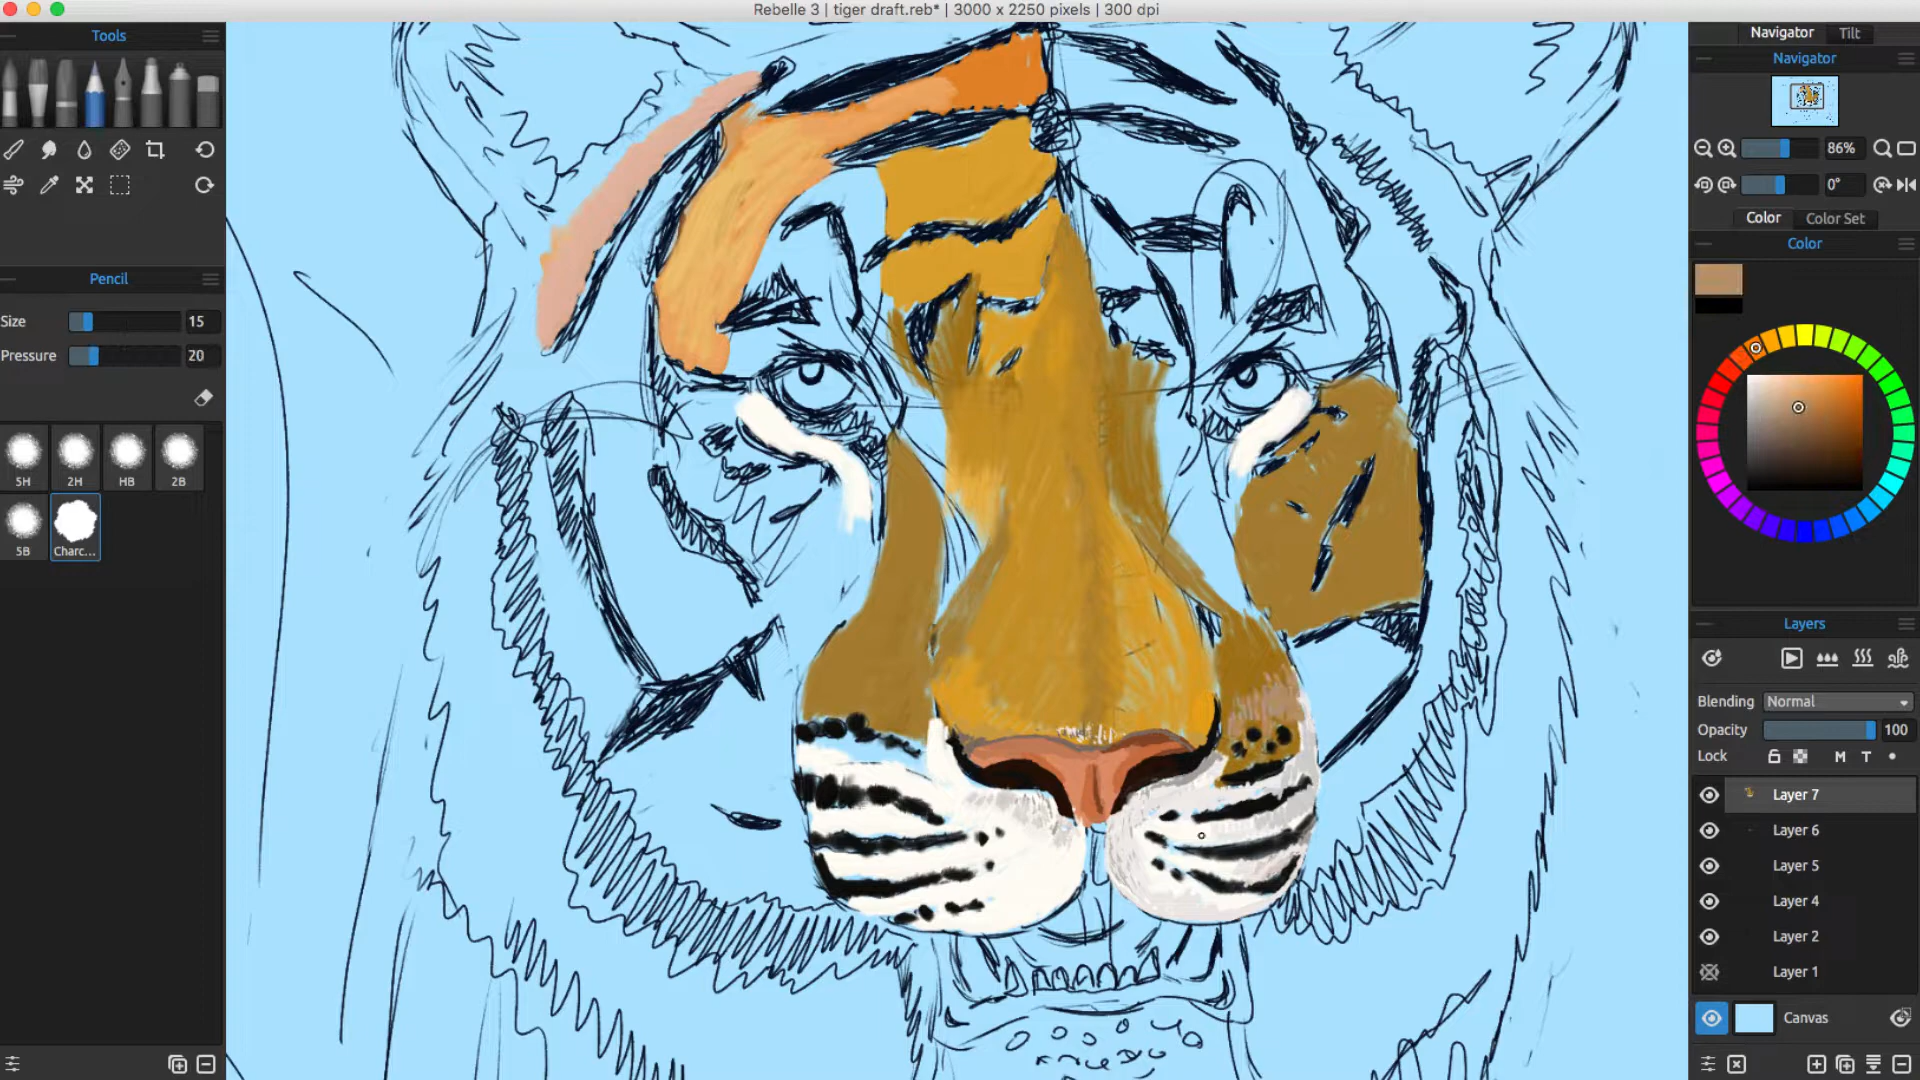 Rebelle 3 | tiger draft.reb* | 3000 x 2250 pixels | 300 dpi
Tools
Pencil
Size 15
Pressure 20
5H 2H HB 2B
5B Charc...
Navigator Tilt
Navigator
86%
0°
Color Color Set
Color
Layers
Blending Normal
Opacity 100
Lock M T
Layer 7
Layer 6
Layer 5
Layer 4
Layer 2
Layer 1
Canvas